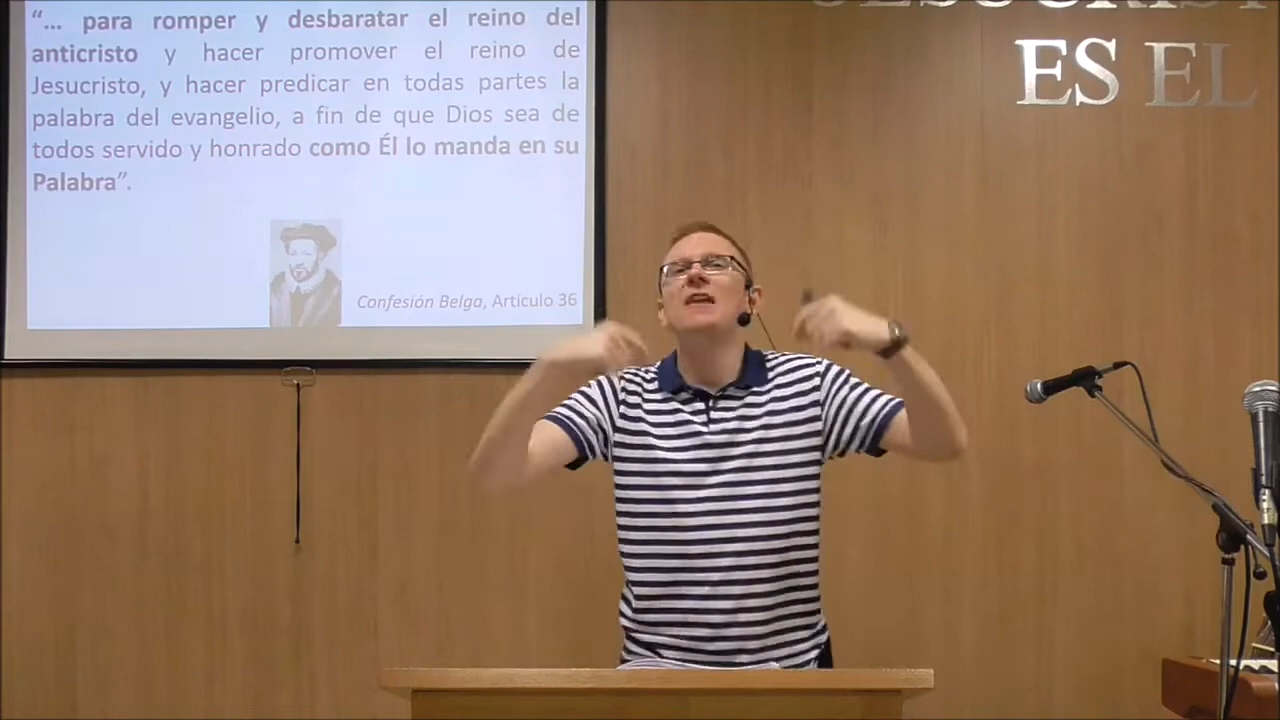 “... para romper y desbaratar el reino del
anticristo y hacer promover el reino de
Jesucristo, y hacer predicar en todas partes la
palabra del evangelio, a fin de que Dios sea de
todos servido y honrado como Él lo manda en su
Palabra”.
Confesión Belga, Artículo 36
ES EL